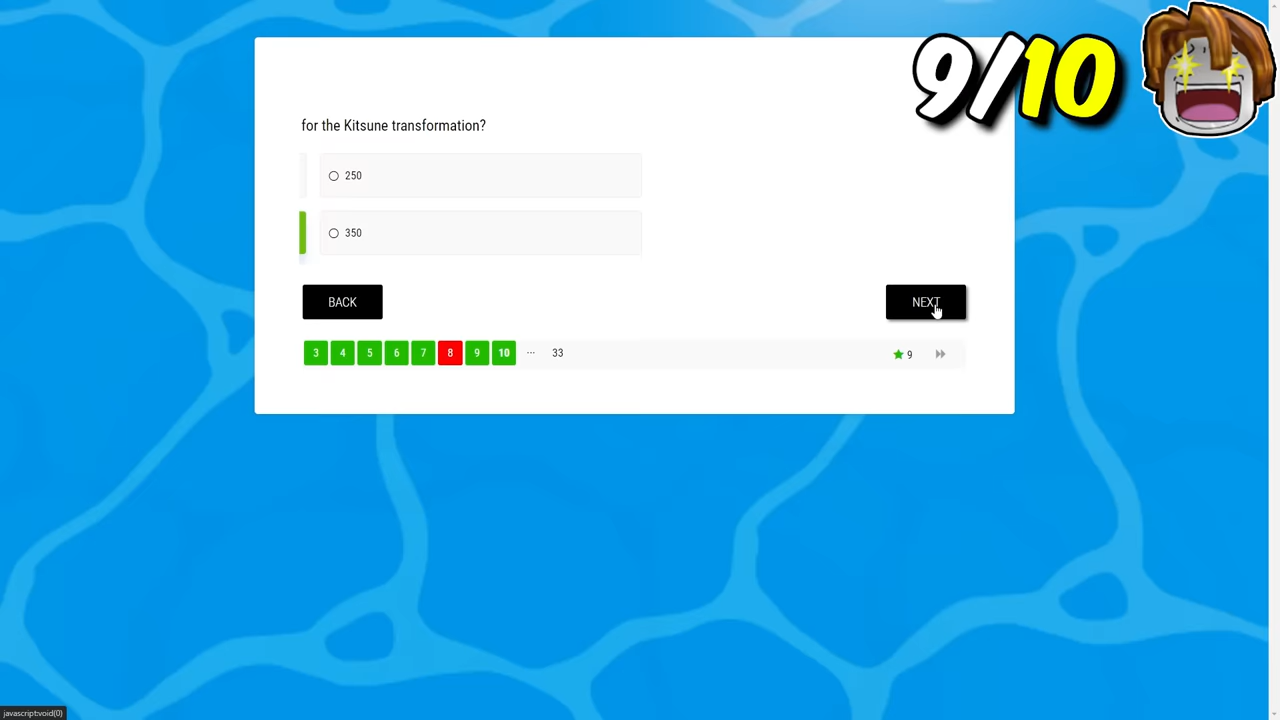 9/10
for the Kitsune transformation?
250
350
BACK
NEXT
3 4 5 6 7 8 9 10 ... 33
9
javascript:void(0)